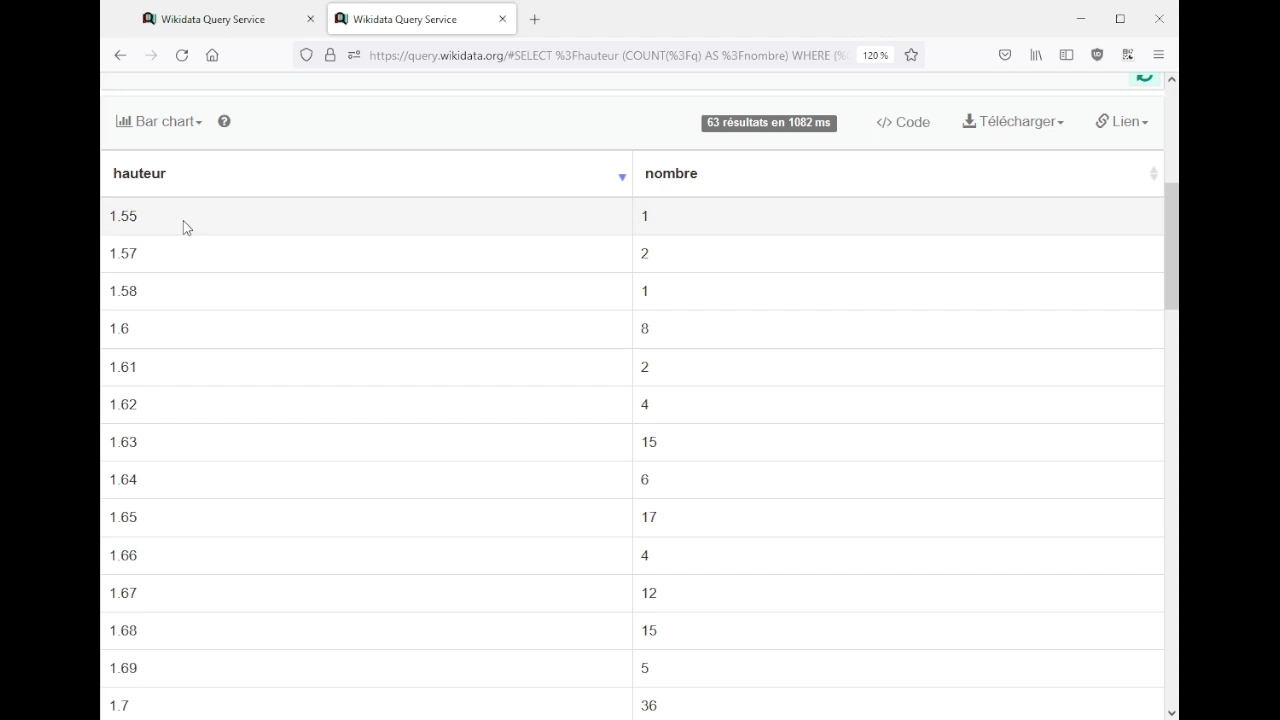 Wikidata Query Service
Wikidata Query Service
https://query.wikidata.org/#SELECT %3Fhauteur (COUNT(%3Fq) AS %3Fnombre) WHERE {%
120 %
Bar chart
63 résultats en 1082 ms
</> Code
Télécharger
Lien
hauteur nombre
1.55 1
1.57 2
1.58 1
1.6 8
1.61 2
1.62 4
1.63 15
1.64 6
1.65 17
1.66 4
1.67 12
1.68 15
1.69 5
1.7 36